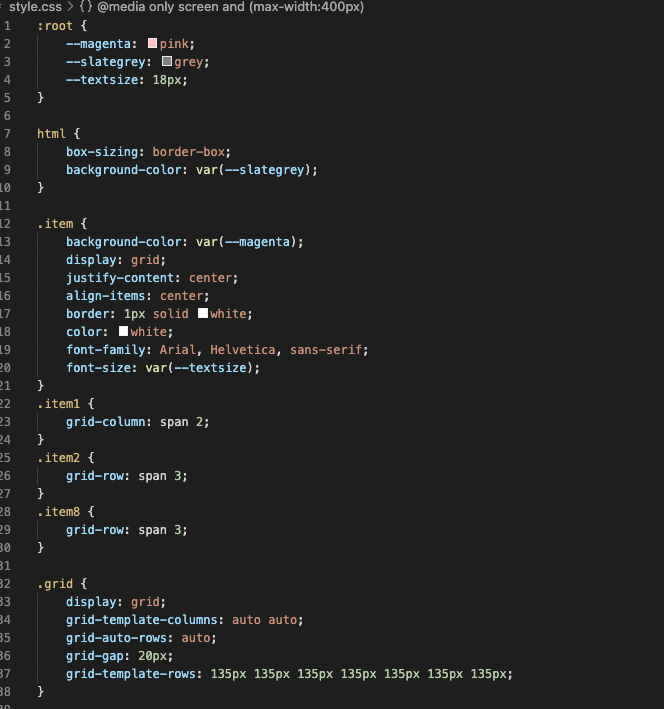 style.css > {} @media only screen and (max-width:400px)
1 :root {
2 --magenta: pink;
3 --slategrey: grey;
4 --textsize: 18px;
5 }
6
7 html {
8 box-sizing: border-box;
9 background-color: var(--slategrey);
10 }
11
12 .item {
13 background-color: var(--magenta);
14 display: grid;
15 justify-content: center;
16 align-items: center;
17 border: 1px solid white;
18 color: white;
19 font-family: Arial, Helvetica, sans-serif;
20 font-size: var(--textsize);
21 }
22 .item1 {
23 grid-column: span 2;
24 }
25 .item2 {
26 grid-row: span 3;
27 }
28 .item8 {
29 grid-row: span 3;
30 }
31
32 .grid {
33 display: grid;
34 grid-template-columns: auto auto;
35 grid-auto-rows: auto;
36 grid-gap: 20px;
37 grid-template-rows: 135px 135px 135px 135px 135px 135px 135px;
38 }